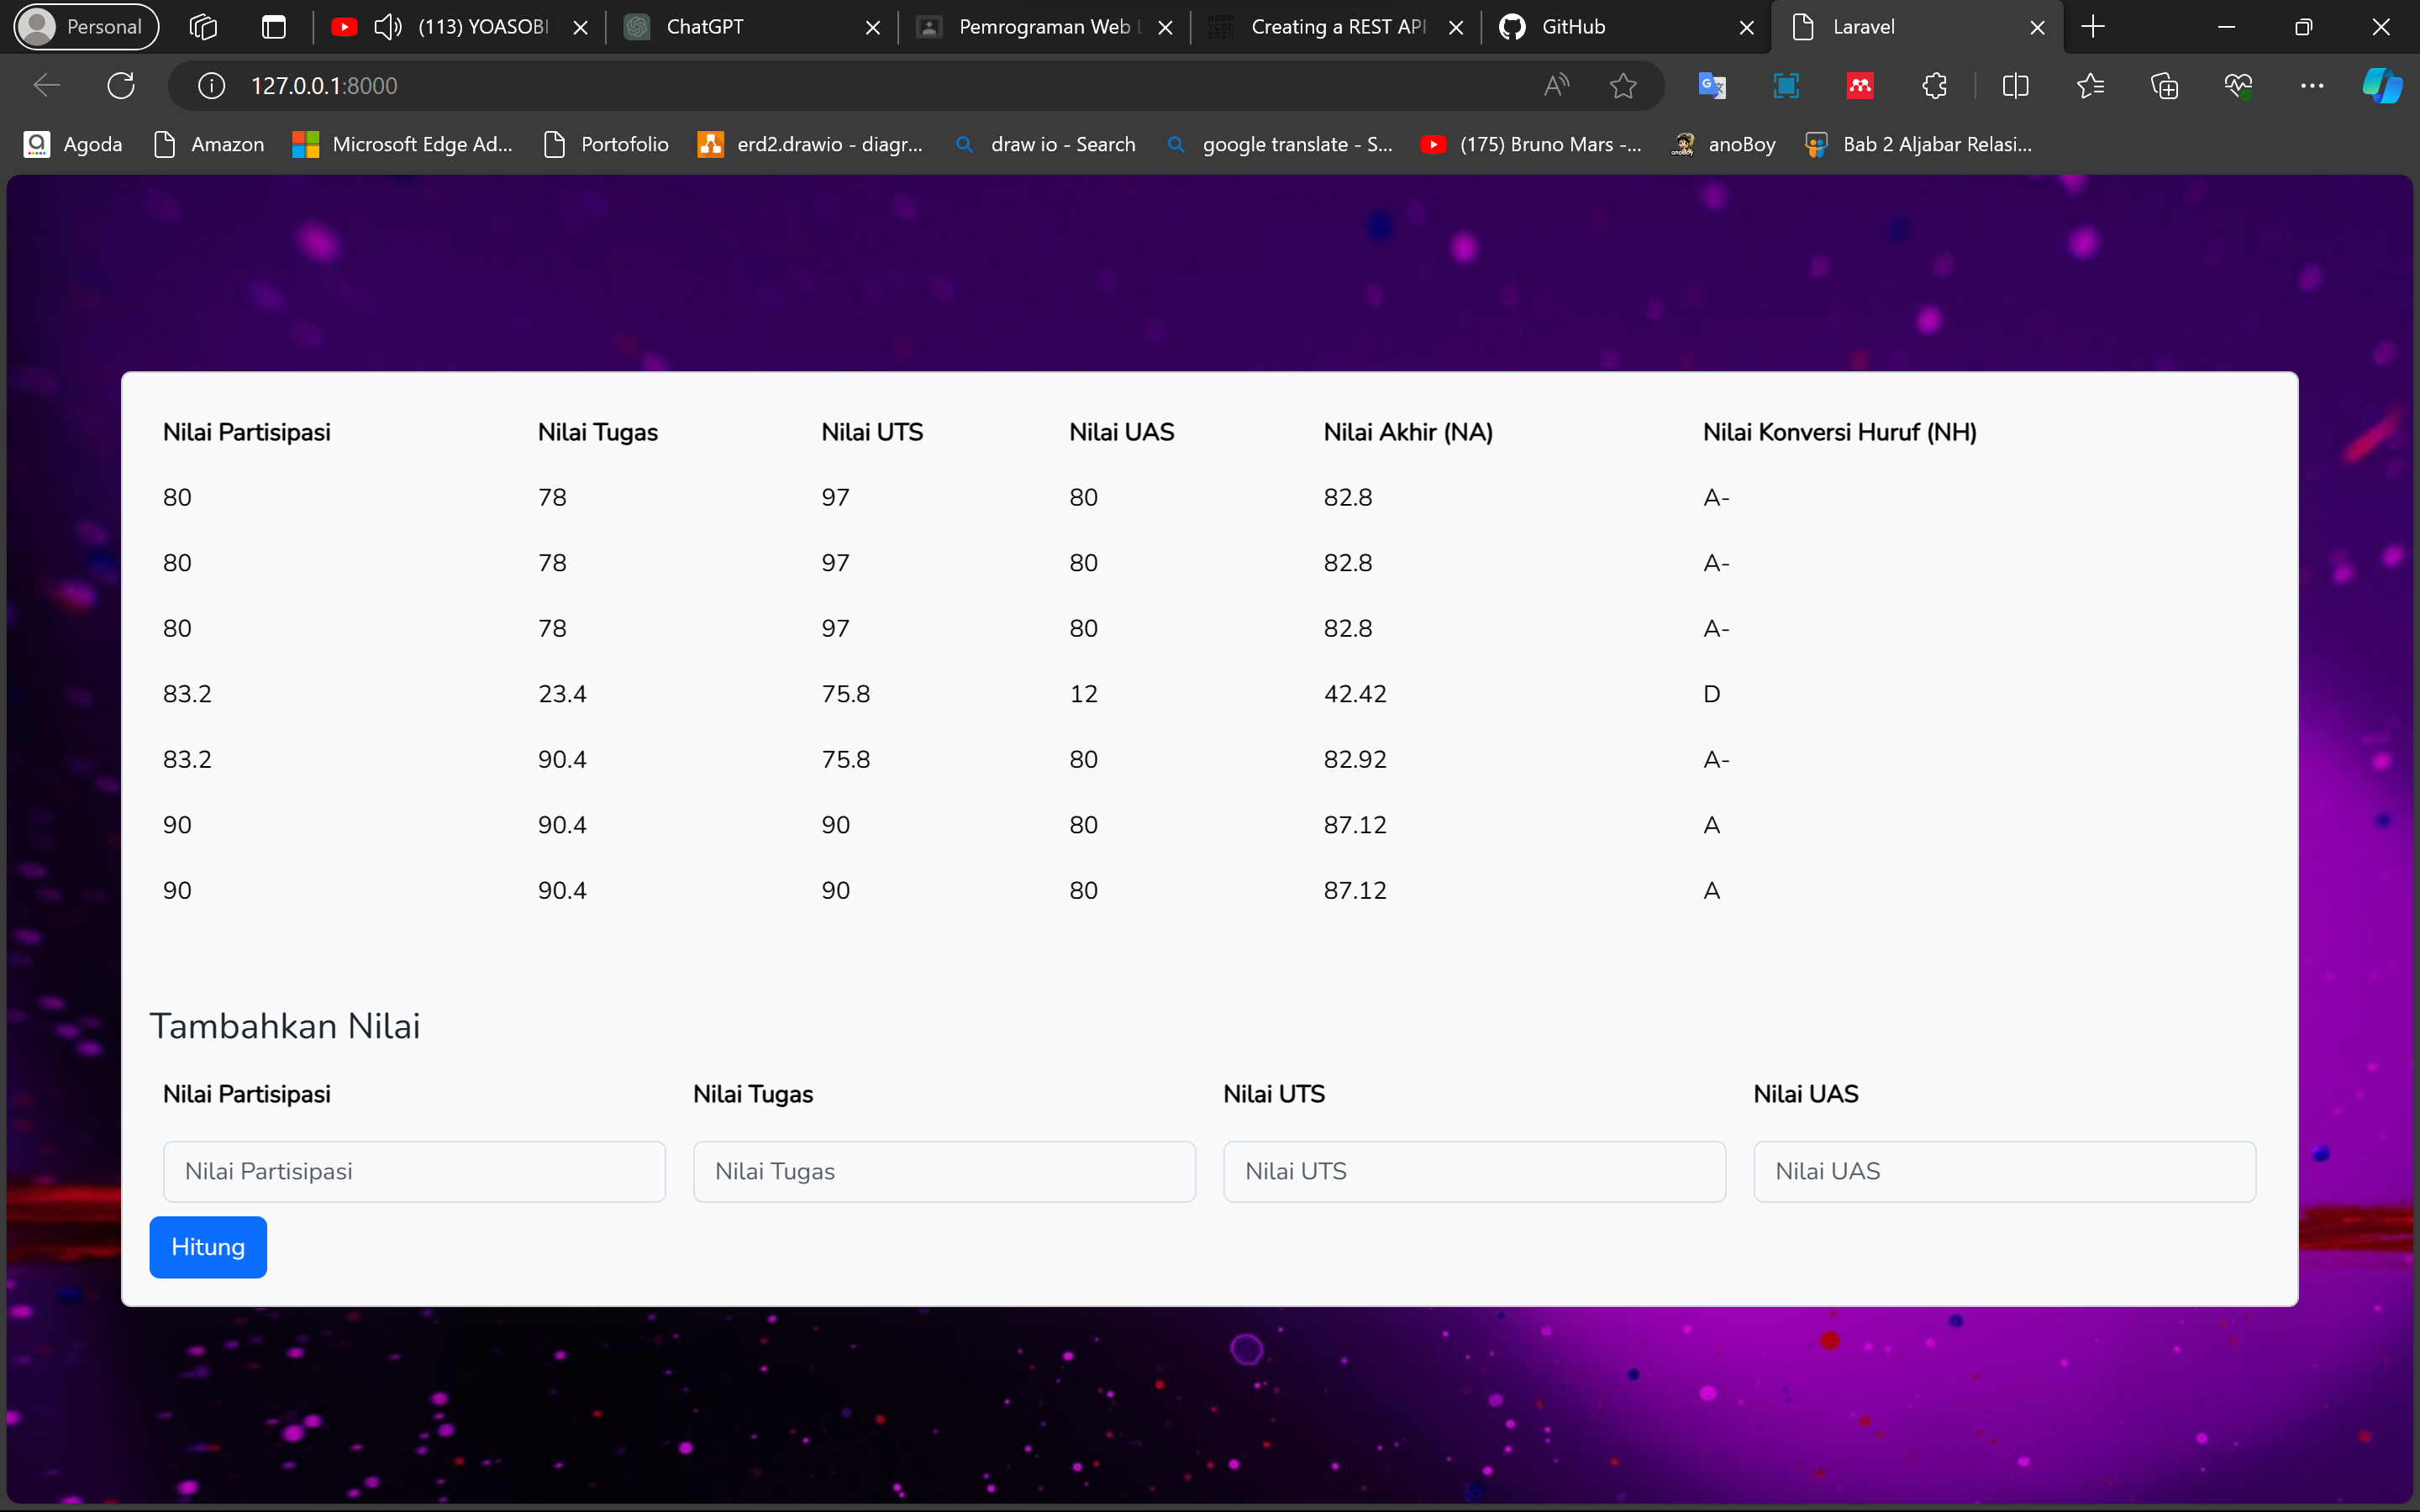 Personal (113) YOASOBI ChatGPT Pemrograman Web Creating a REST API GitHub Laravel
127.0.0.1:8000
Agoda Amazon Microsoft Edge Ad... Portofolio erd2.drawio - diagr... draw io - Search google translate - S... (175) Bruno Mars -... anoBoy Bab 2 Aljabar Relasi...
Nilai Partisipasi Nilai Tugas Nilai UTS Nilai UAS Nilai Akhir (NA) Nilai Konversi Huruf (NH)
80 78 97 80 82.8 A-
80 78 97 80 82.8 A-
80 78 97 80 82.8 A-
83.2 23.4 75.8 12 42.42 D
83.2 90.4 75.8 80 82.92 A-
90 90.4 90 80 87.12 A
90 90.4 90 80 87.12 A
Tambahkan Nilai
Nilai Partisipasi Nilai Tugas Nilai UTS Nilai UAS
Nilai Partisipasi Nilai Tugas Nilai UTS Nilai UAS
Hitung